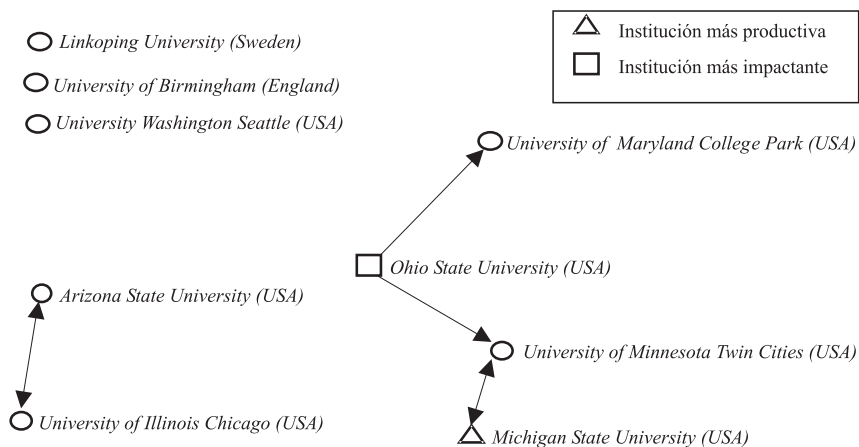 Linkoping University (Sweden)
University of Birmingham (England)
University Washington Seattle (USA)
Institución más productiva
Institución más impactante
University of Maryland College Park (USA)
Ohio State University (USA)
Arizona State University (USA)
University of Minnesota Twin Cities (USA)
University of Illinois Chicago (USA)
Michigan State University (USA)